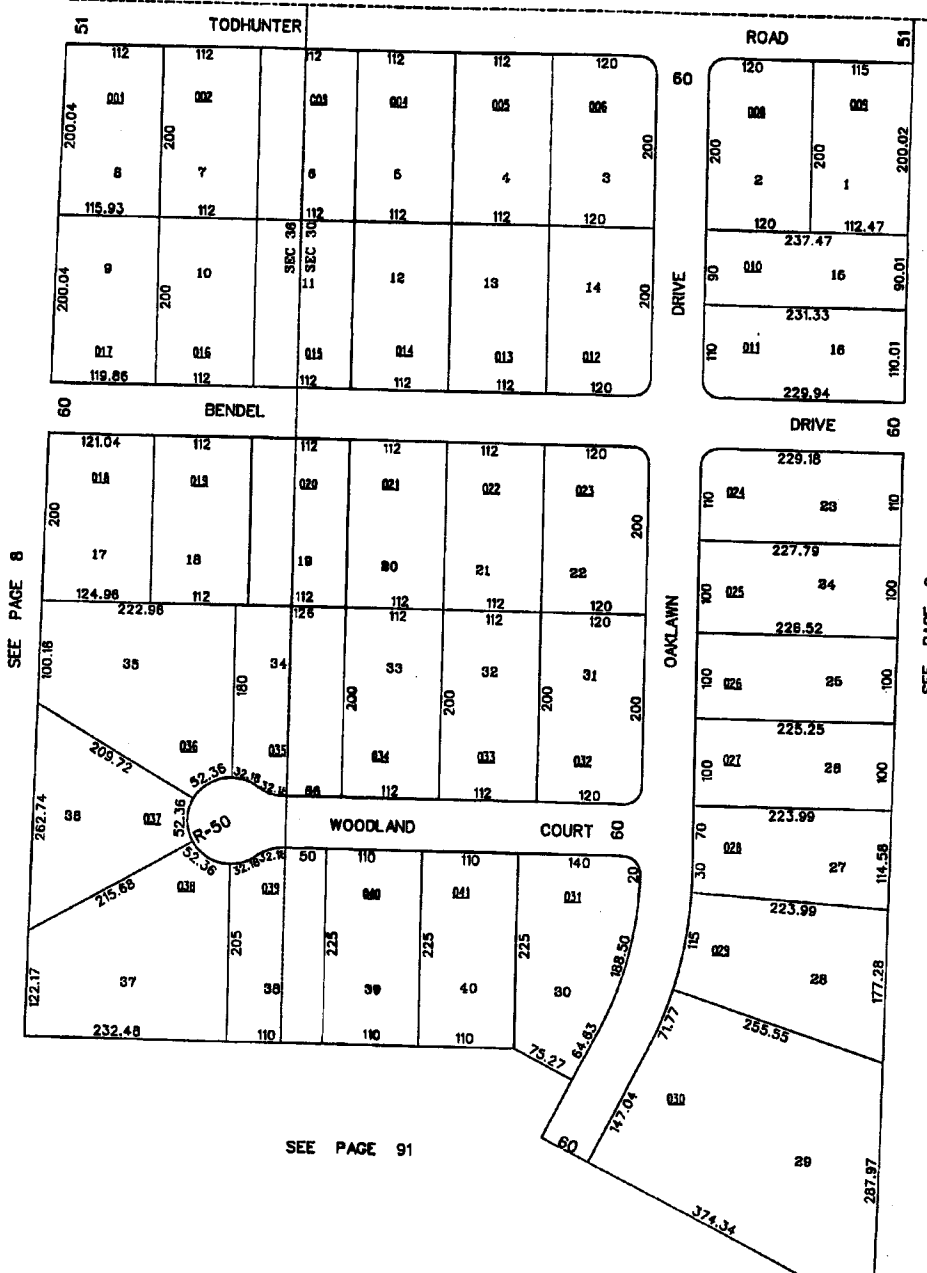 51 TODHUNTER ROAD 51
112 112 112 112 112 120 60 120 115
001 002 003 004 005 006 008 009
200.04 200 200 200 200 200.02
8 7 6 5 4 3 2 1
115.93 112 112 112 112 120 120 112.47
237.47
9 10 SEC 36 SEC 30 11 12 13 14 90 010 15 90.01
200.04 200 200 DRIVE
231.33
017 016 015 014 013 012 110 011 16 110.01
119.86 112 112 112 112 120 229.94
60 BENDEL DRIVE 60
121.04 112 112 112 112 120 229.18
018 019 020 021 022 023 110 024 23 110
200 200
227.79
17 18 19 20 21 22 100 025 24 100
124.96 112 112 112 112 120
222.96 126 112 112 120 226.52
SEE PAGE 8
OAKLAWN
100.16 35 34 33 32 31 100 026 25 100
180 200 200 200 200
225.25
209.72 036 035 034 033 032 100 027 26 100
52.36 32.18 32.18 66 112 112 120
223.99
262.74 36 037 52.36 R=50 WOODLAND COURT 60 70 028 27 114.58
52.36 32.18 32.18 50 110 110 140 20 30
215.68 038 039 040 041 031 223.99
205 225 225 225 188.50 115 029 28 177.28
122.17 37 38 39 40 30
232.48 110 110 110 75.27 64.83 71.77 255.55
147.04 030 29 287.97
SEE PAGE 91
60
374.34
SEE PAGE